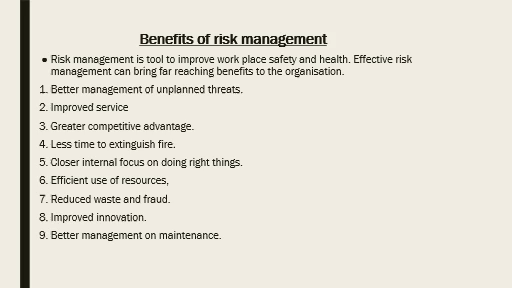 Benefits of risk management
• Risk management is tool to improve work place safety and health. Effective risk
management can bring far reaching benefits to the organisation.
1. Better management of unplanned threats.
2. Improved service
3. Greater competitive advantage.
4. Less time to extinguish fire.
5. Closer internal focus on doing right things.
6. Efficient use of resources,
7. Reduced waste and fraud.
8. Improved innovation.
9. Better management on maintenance.